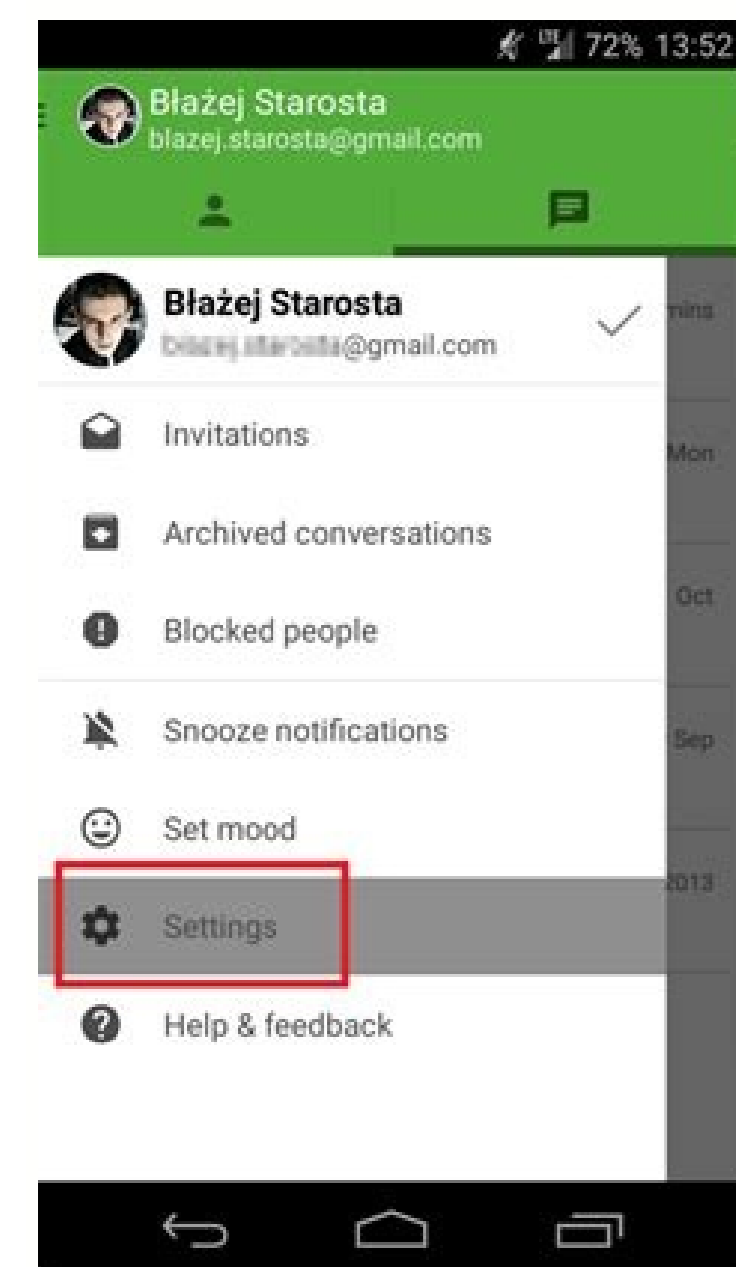 72% 13:52
Błażej Starosta
blazej.starosta@gmail.com
Błażej Starosta
@gmail.com
mins
Invitations
Mon
Archived conversations
Oct
Blocked people
Snooze notifications
Sep
Set mood
2013
Settings
Help & feedback